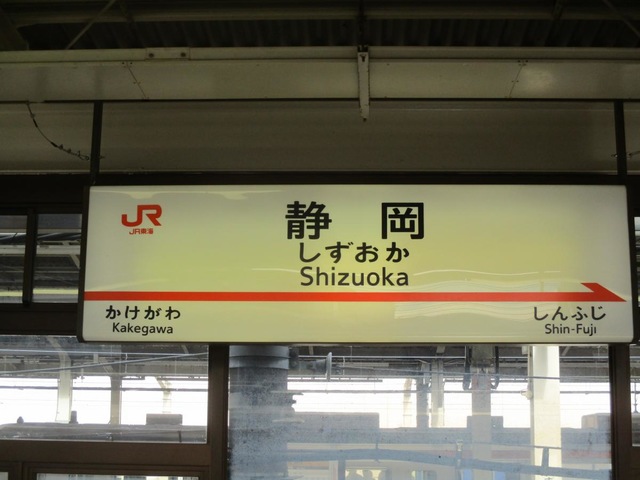 JR
JR東海
静岡
しずおか
Shizuoka
かけがわ
Kakegawa
しんふじ
Shin-Fuji